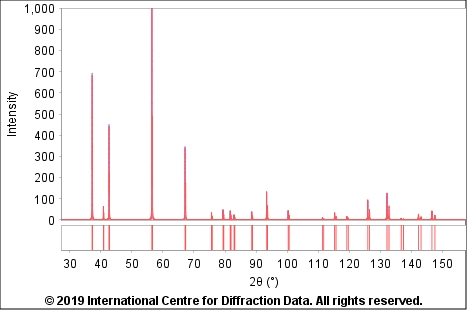 1,000
900
800
700
600
500
400
300
200
100
0
Intensity
30 40 50 60 70 80 90 100 110 120 130 140 150
2θ (°)
© 2019 International Centre for Diffraction Data. All rights reserved.